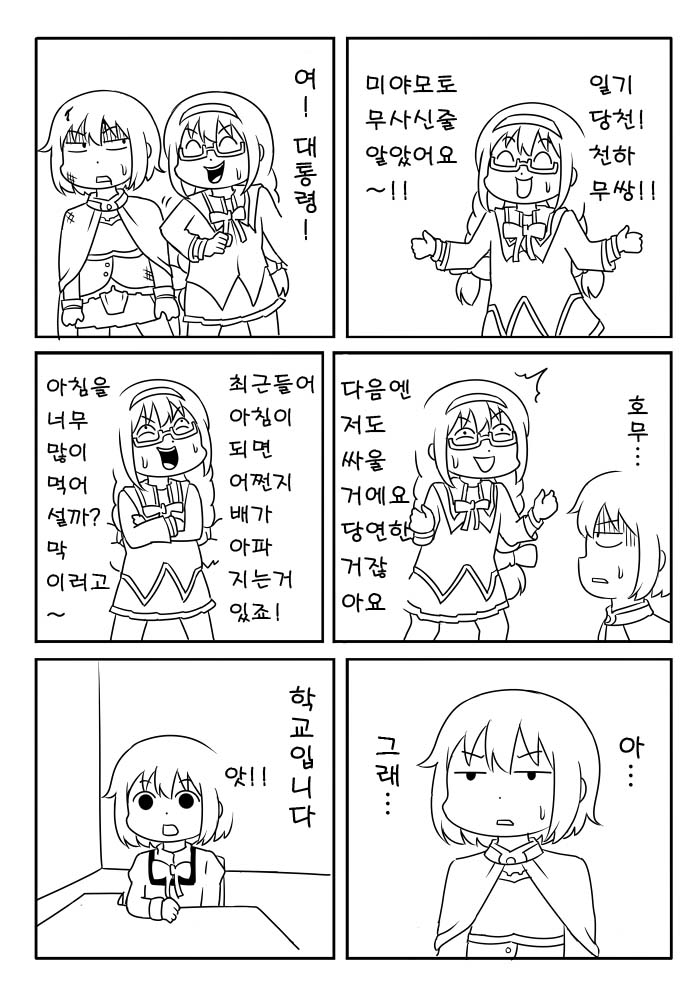 일기
당천!
천하
무쌍!!
미야모토
무사신줄
알았어요
~!!
여! 대통령!
호무…
다음엔
저도
싸울
거에요
당연하
거잖
아요
최근들어
아침이
되면
어쩐지
배가
아파
지는거
있죠!
아침을
너무
많이
먹어
설까?
막
이러고
~
아…
그래…
학교입니다
앗!!